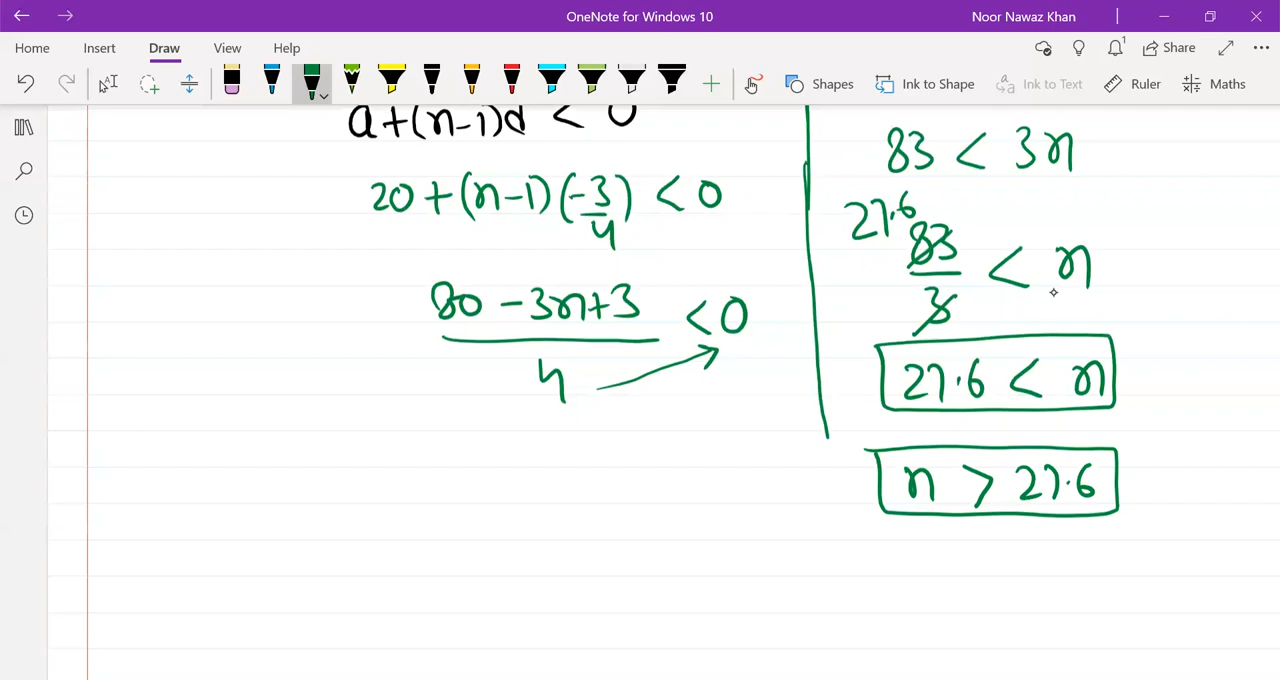 OneNote for Windows 10
Noor Nawaz Khan
Home Insert Draw View Help
1
Share
Shapes Ink to Shape Ink to Text Ruler Maths
a+(n-1)d < 0
20+(n-1)(-3/4) < 0
80-3n+3/4 < 0
83 < 3n
27.6
83/3 < n
27.6 < n
n > 27.6